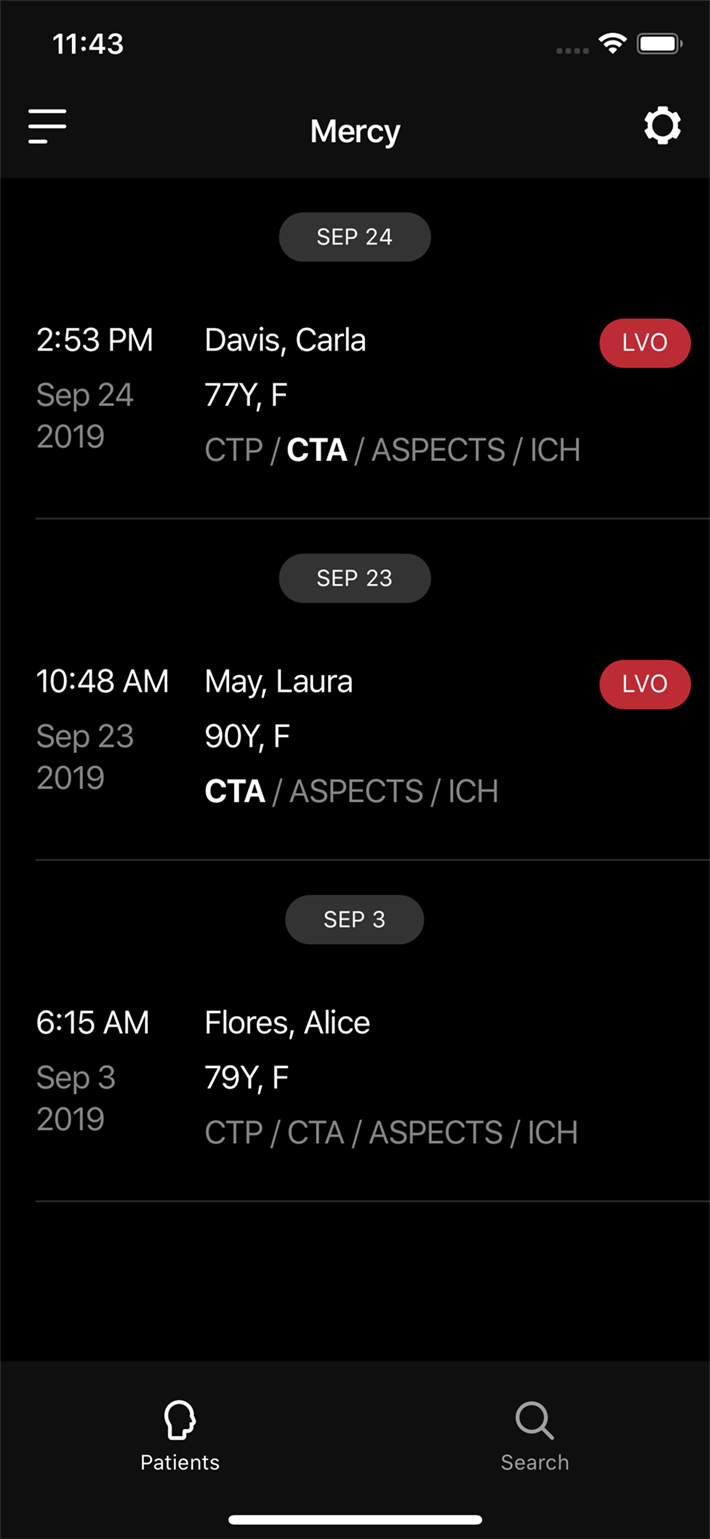 11:43
Mercy
SEP 24
2:53 PM Davis, Carla LVO
Sep 24 77Y, F
2019 CTP / CTA / ASPECTS / ICH
SEP 23
10:48 AM May, Laura LVO
Sep 23 90Y, F
2019 CTA / ASPECTS / ICH
SEP 3
6:15 AM Flores, Alice
Sep 3 79Y, F
2019 CTP / CTA / ASPECTS / ICH
Patients Search